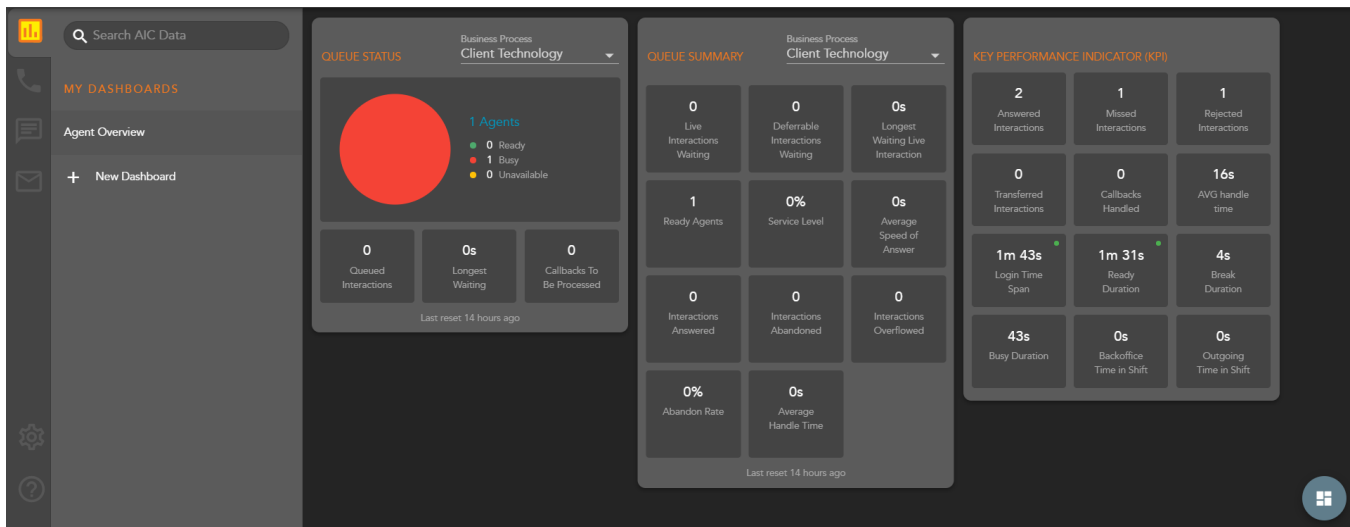 Search AIC Data
MY DASHBOARDS
Agent Overview
+ New Dashboard
QUEUE STATUS
Business Process
Client Technology
1 Agents
0 Ready
1 Busy
0 Unavailable
0
Queued
Interactions
0s
Longest
Waiting
0
Callbacks To
Be Processed
Last reset 14 hours ago
QUEUE SUMMARY
Business Process
Client Technology
0
Live
Interactions
Waiting
0
Deferrable
Interactions
Waiting
0s
Longest
Waiting Live
Interaction
1
Ready Agents
0%
Service Level
0s
Average
Speed of
Answer
0
Interactions
Answered
0
Interactions
Abandoned
0
Interactions
Overflowed
0%
Abandon Rate
0s
Average
Handle Time
Last reset 14 hours ago
KEY PERFORMANCE INDICATOR (KPI)
2
Answered
Interactions
1
Missed
Interactions
1
Rejected
Interactions
0
Transferred
Interactions
0
Callbacks
Handled
16s
AVG handle
time
1m 43s
Login Time
Span
1m 31s
Ready
Duration
4s
Break
Duration
43s
Busy Duration
0s
Backoffice
Time in Shift
0s
Outgoing
Time in Shift